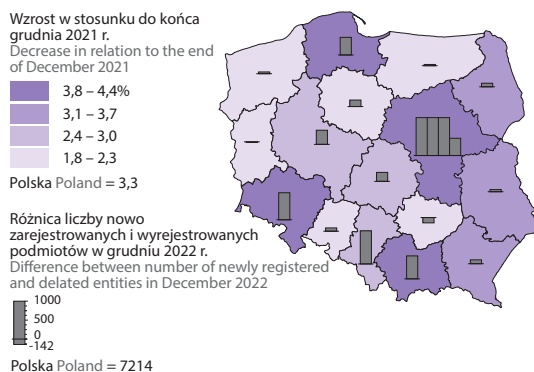 Wzrost w stosunku do końca
grudnia 2021 r.
Decrease in relation to the end
of December 2021
3,8 – 4,4%
3,1 – 3,7
2,4 – 3,0
1,8 – 2,3
Polska Poland = 3,3
Różnica liczby nowo
zarejestrowanych i wyrejestrowanych
podmiotów w grudniu 2022 r.
Difference between number of newly registered
and delated entities in December 2022
1000
500
0
-142
Polska Poland = 7214